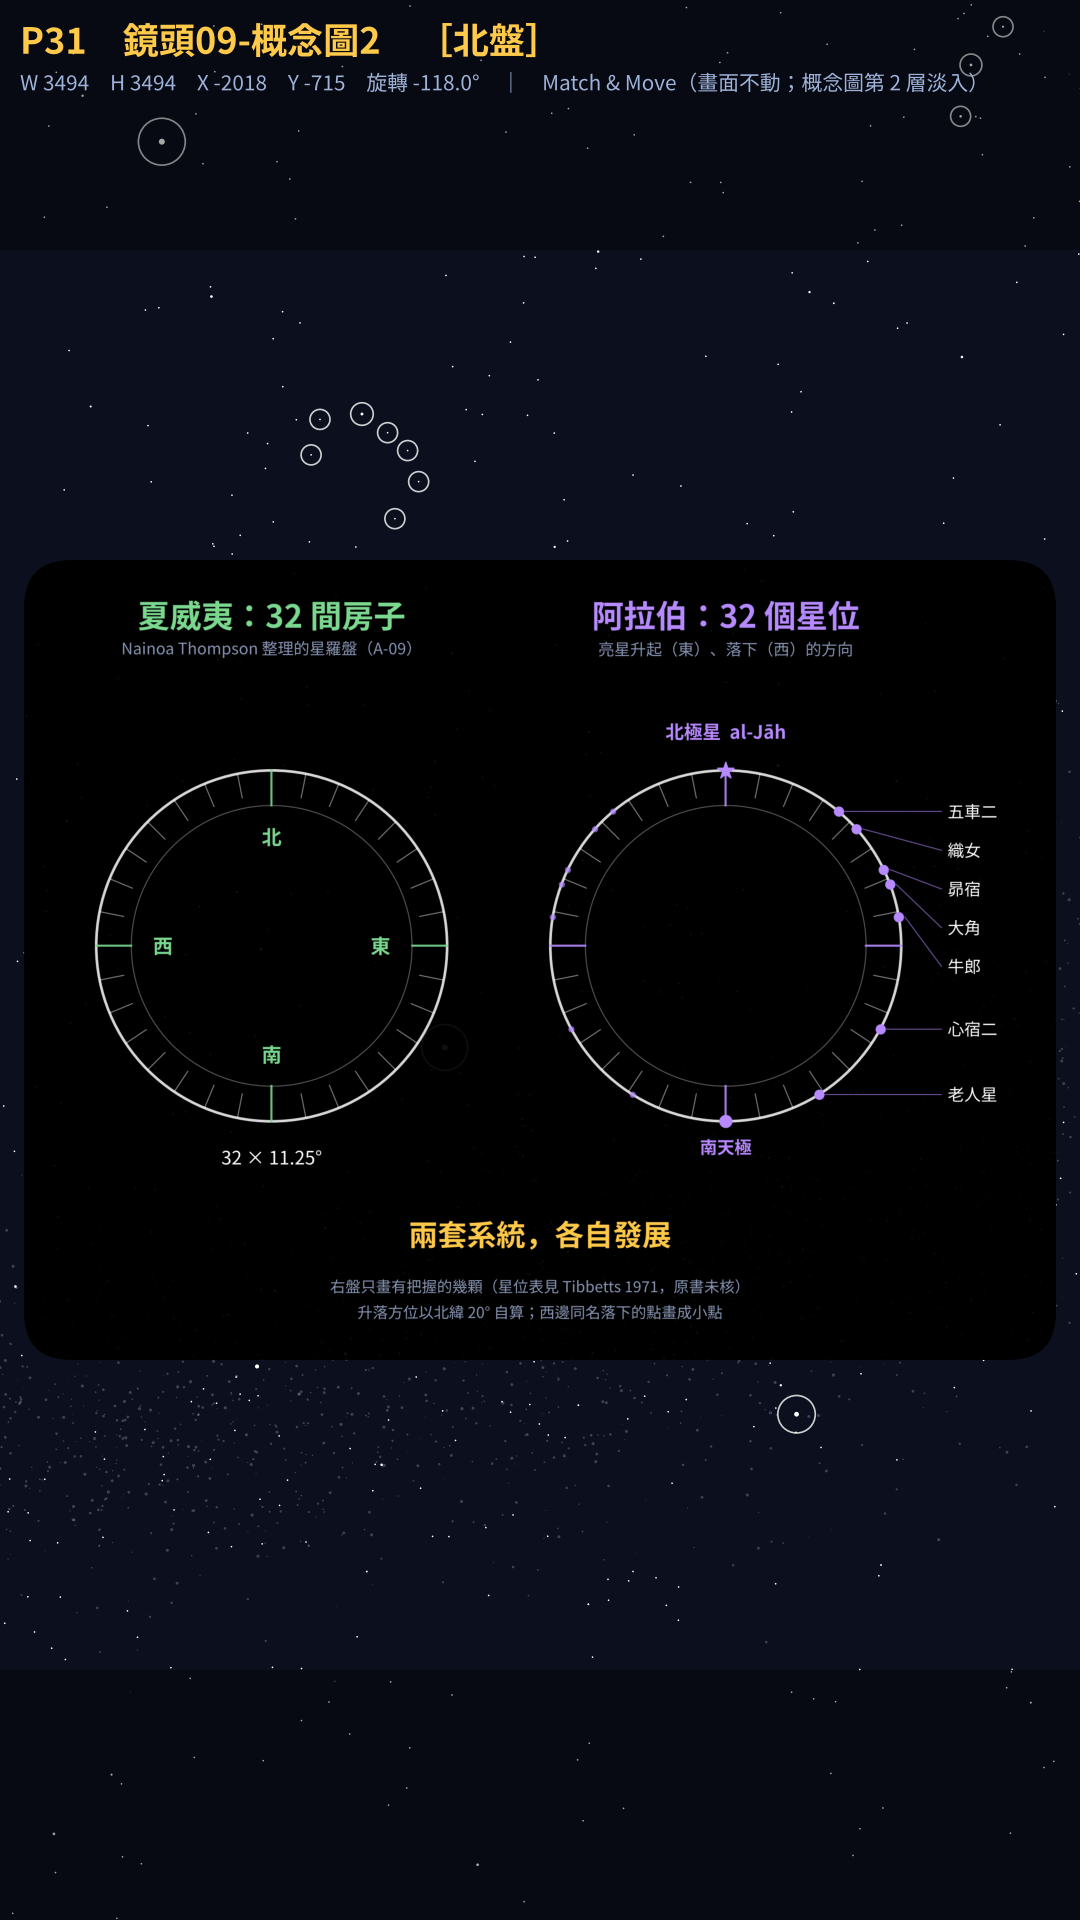 P31　鏡頭09-概念圖2　［北盤］
W 3494　H 3494　X -2018　Y -715　旋轉 -118.0°　｜　Match & Move（畫面不動；概念圖第 2 層淡入）
夏威夷：32 間房子
Nainoa Thompson 整理的星羅盤（A-09）
阿拉伯：32 個星位
亮星升起（東）、落下（西）的方向
北極星 al-Jāh
北
西
東
南
32 × 11.25°
五車二
織女
昴宿
大角
牛郎
心宿二
老人星
南天極
兩套系統，各自發展
右盤只畫有把握的幾顆（星位表見 Tibbetts 1971，原書未核）
升落方位以北緯 20° 自算；西邊同名落下的點畫成小點